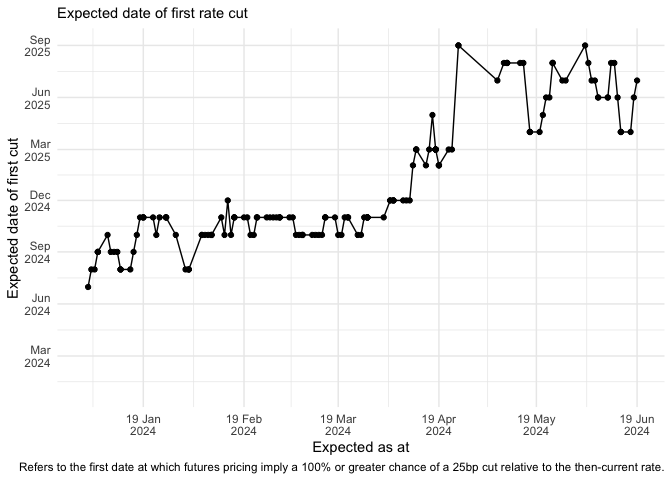 Expected date of first rate cut
Expected date of first cut
Sep
2025
Jun
2025
Mar
2025
Dec
2024
Sep
2024
Jun
2024
Mar
2024
19 Jan
2024
19 Feb
2024
19 Mar
2024
19 Apr
2024
19 May
2024
19 Jun
2024
Expected as at
Refers to the first date at which futures pricing imply a 100% or greater chance of a 25bp cut relative to the then-current rate.